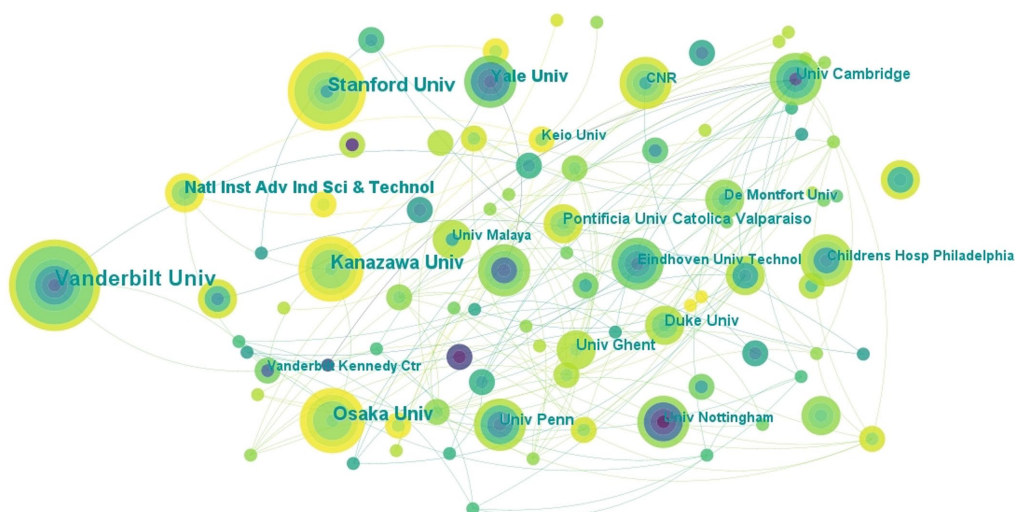 Stanford Univ
Yale Univ
CNR
Univ Cambridge
Keio Univ
Natl Inst Adv Ind Sci & Technol
De Montfort Univ
Pontificia Univ Catolica Valparaiso
Univ Malaya
Kanazawa Univ
Eindhoven Univ Technol
Childrens Hosp Philadelphia
Vanderbilt Univ
Duke Univ
Univ Ghent
Vanderbilt Kennedy Ctr
Osaka Univ
Univ Penn
Univ Nottingham